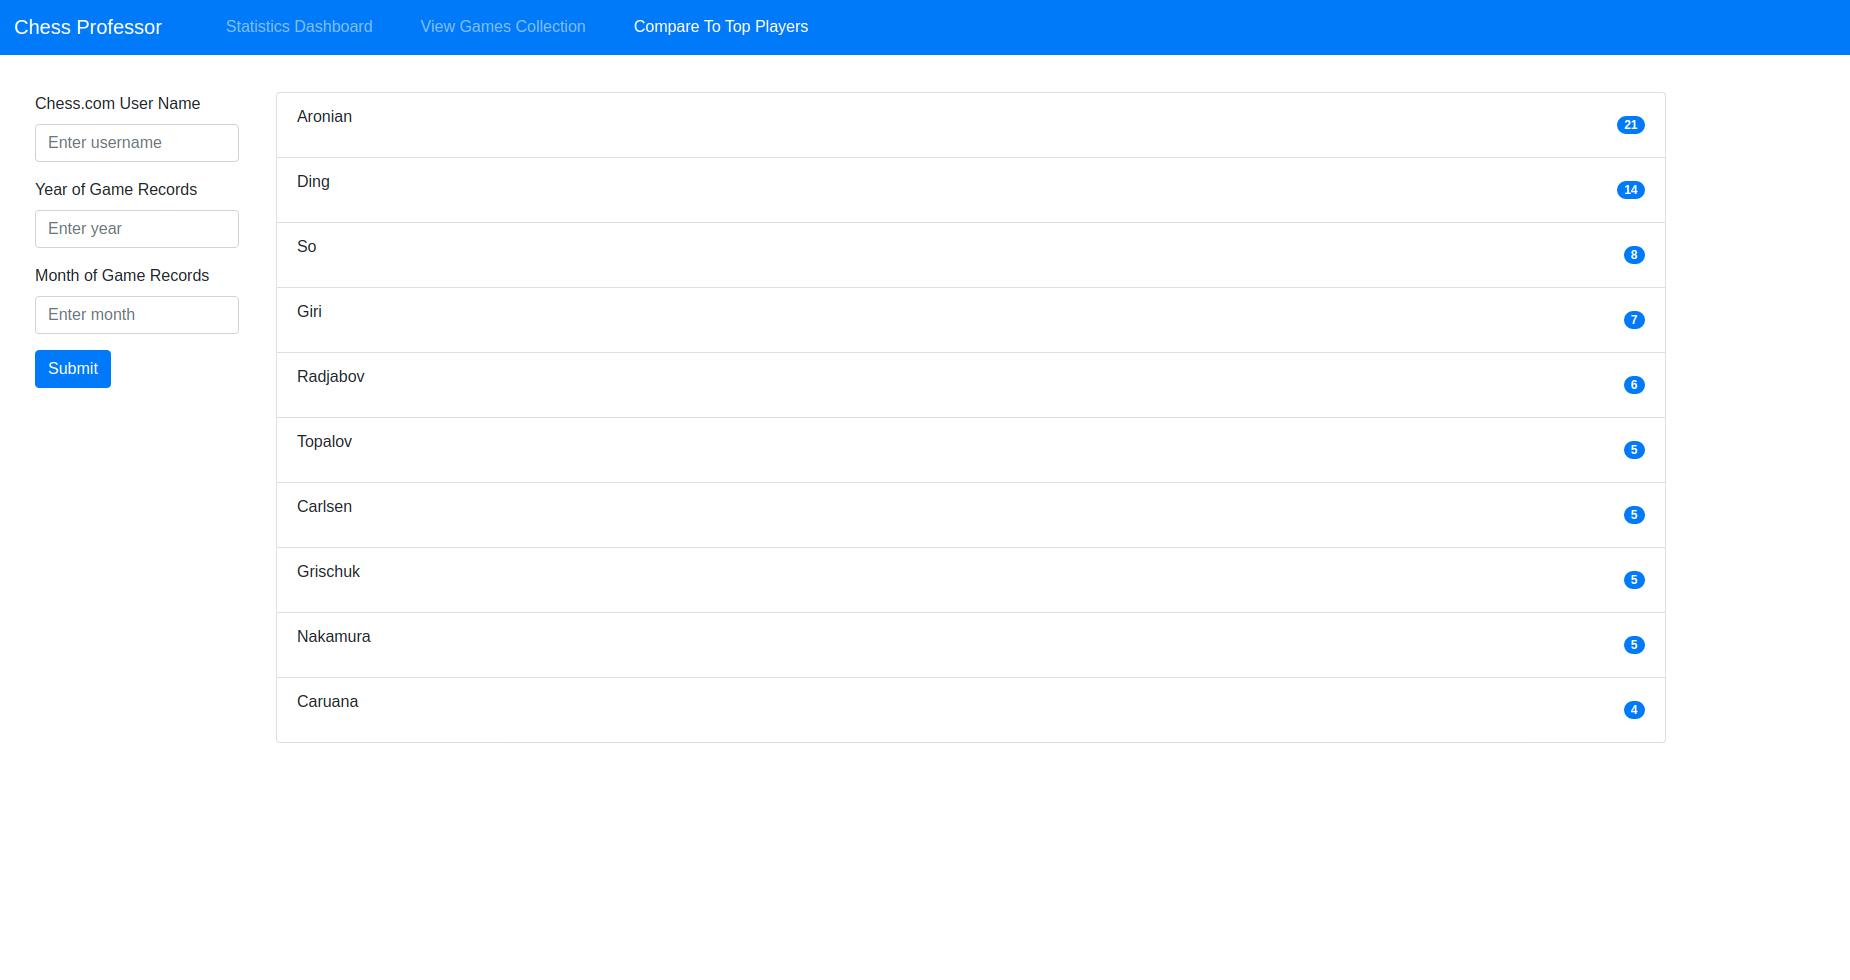 Chess Professor Statistics Dashboard View Games Collection Compare To Top Players
Chess.com User Name
Enter username
Year of Game Records
Enter year
Month of Game Records
Enter month
Submit
Aronian 21
Ding 14
So 8
Giri 7
Radjabov 6
Topalov 5
Carlsen 5
Grischuk 5
Nakamura 5
Caruana 4